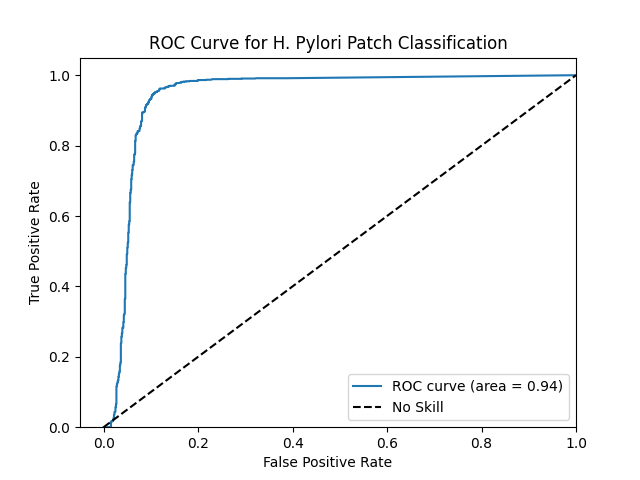 ROC Curve for H. Pylori Patch Classification
1.0
0.8
0.6
0.4
0.2
0.0
True Positive Rate
0.0 0.2 0.4 0.6 0.8 1.0
False Positive Rate
ROC curve (area = 0.94)
No Skill